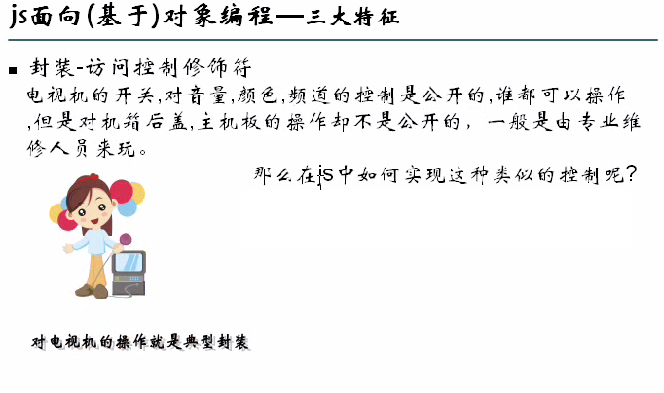 js面向(基于)对象编程—三大特征
封装-访问控制修饰符
电视机的开关,对音量,颜色,频道的控制是公开的,谁都可以操作
,但是对机箱后盖,主机板的操作却不是公开的，一般是由专业维
修人员来玩。
那么在js中如何实现这种类似的控制呢?
对电视机的操作就是典型封装